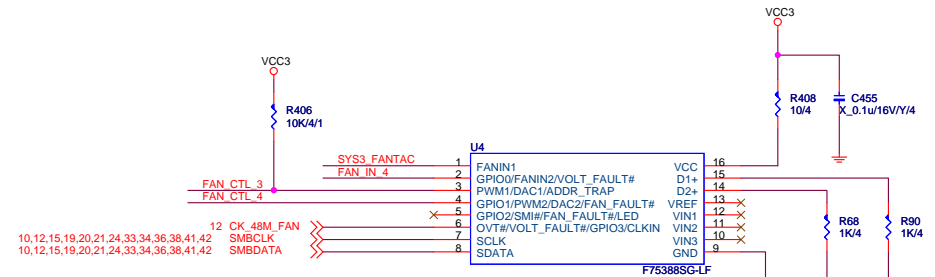 VCC3
VCC3
R406
10K/4/1
R408
10/4
C455
X_0.1u/16V/Y/4
U4
SYS3_FANTAC 1 FANIN1 VCC 16
FAN_IN_4 2 GPIO0/FANIN2/VOLT_FAULT# D1+ 15
FAN_CTL_3 3 PWM1/DAC1/ADDR_TRAP D2+ 14
FAN_CTL_4 4 GPIO1/PWM2/DAC2/FAN_FAULT# VREF 13
5 GPIO2/SMI#/FAN_FAULT#/LED VIN1 12
12 CK_48M_FAN 6 OVT#/VOLT_FAULT#/GPIO3/CLKIN VIN2 11
10,12,15,19,20,21,24,33,34,36,38,41,42 SMBCLK 7 SCLK VIN3 10
10,12,15,19,20,21,24,33,34,36,38,41,42 SMBDATA 8 SDATA GND 9
F75388SG-LF
R68
1K/4
R90
1K/4